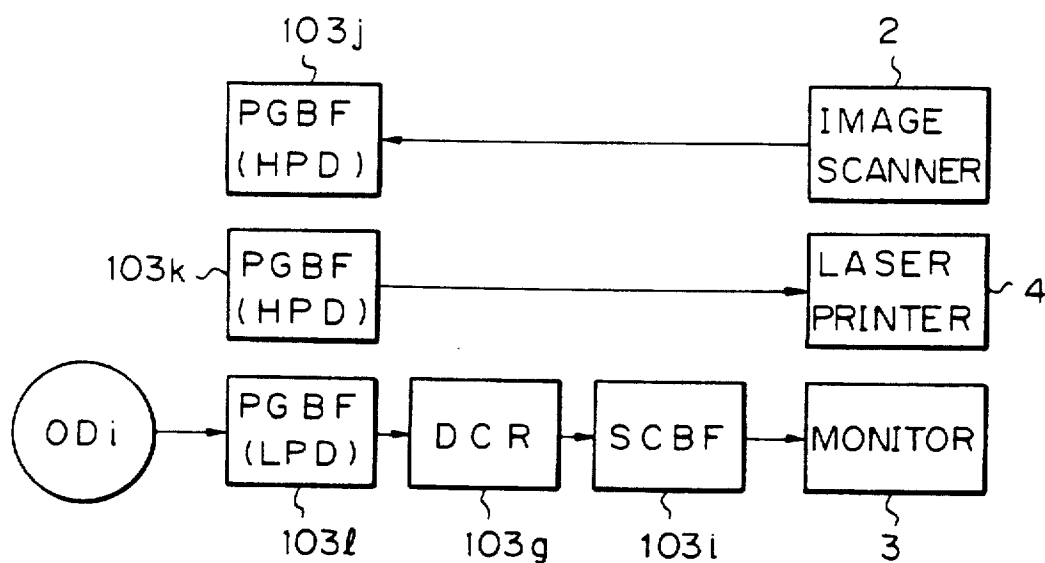 103j
2
PGBF
(HPD)
IMAGE
SCANNER
103k
PGBF
(HPD)
LASER
PRINTER
4
ODi
PGBF
(LPD)
DCR
SCBF
MONITOR
103ℓ
103g
103i
3